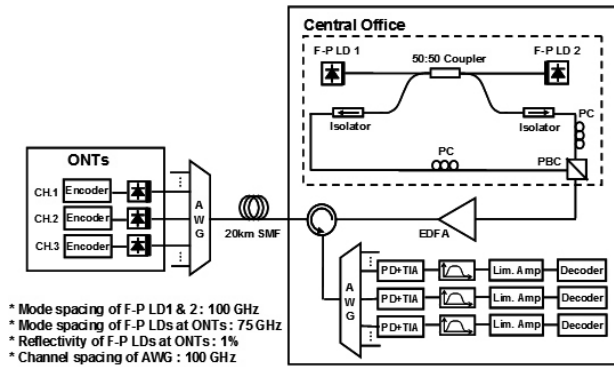 Central Office
F-P LD 1
50:50 Coupler
F-P LD 2
Isolator
Isolator
PC
PC
PBC
ONTs
CH.1 Encoder
CH.2 Encoder
CH.3 Encoder
AWG
20km SMF
EDFA
AWG
PD+TIA Lim. Amp Decoder
PD+TIA Lim. Amp Decoder
PD+TIA Lim. Amp Decoder
* Mode spacing of F-P LD1 & 2 : 100 GHz
* Mode spacing of F-P LDs at ONTs : 75 GHz
* Reflectivity of F-P LDs at ONTs : 1%
* Channel spacing of AWG : 100 GHz